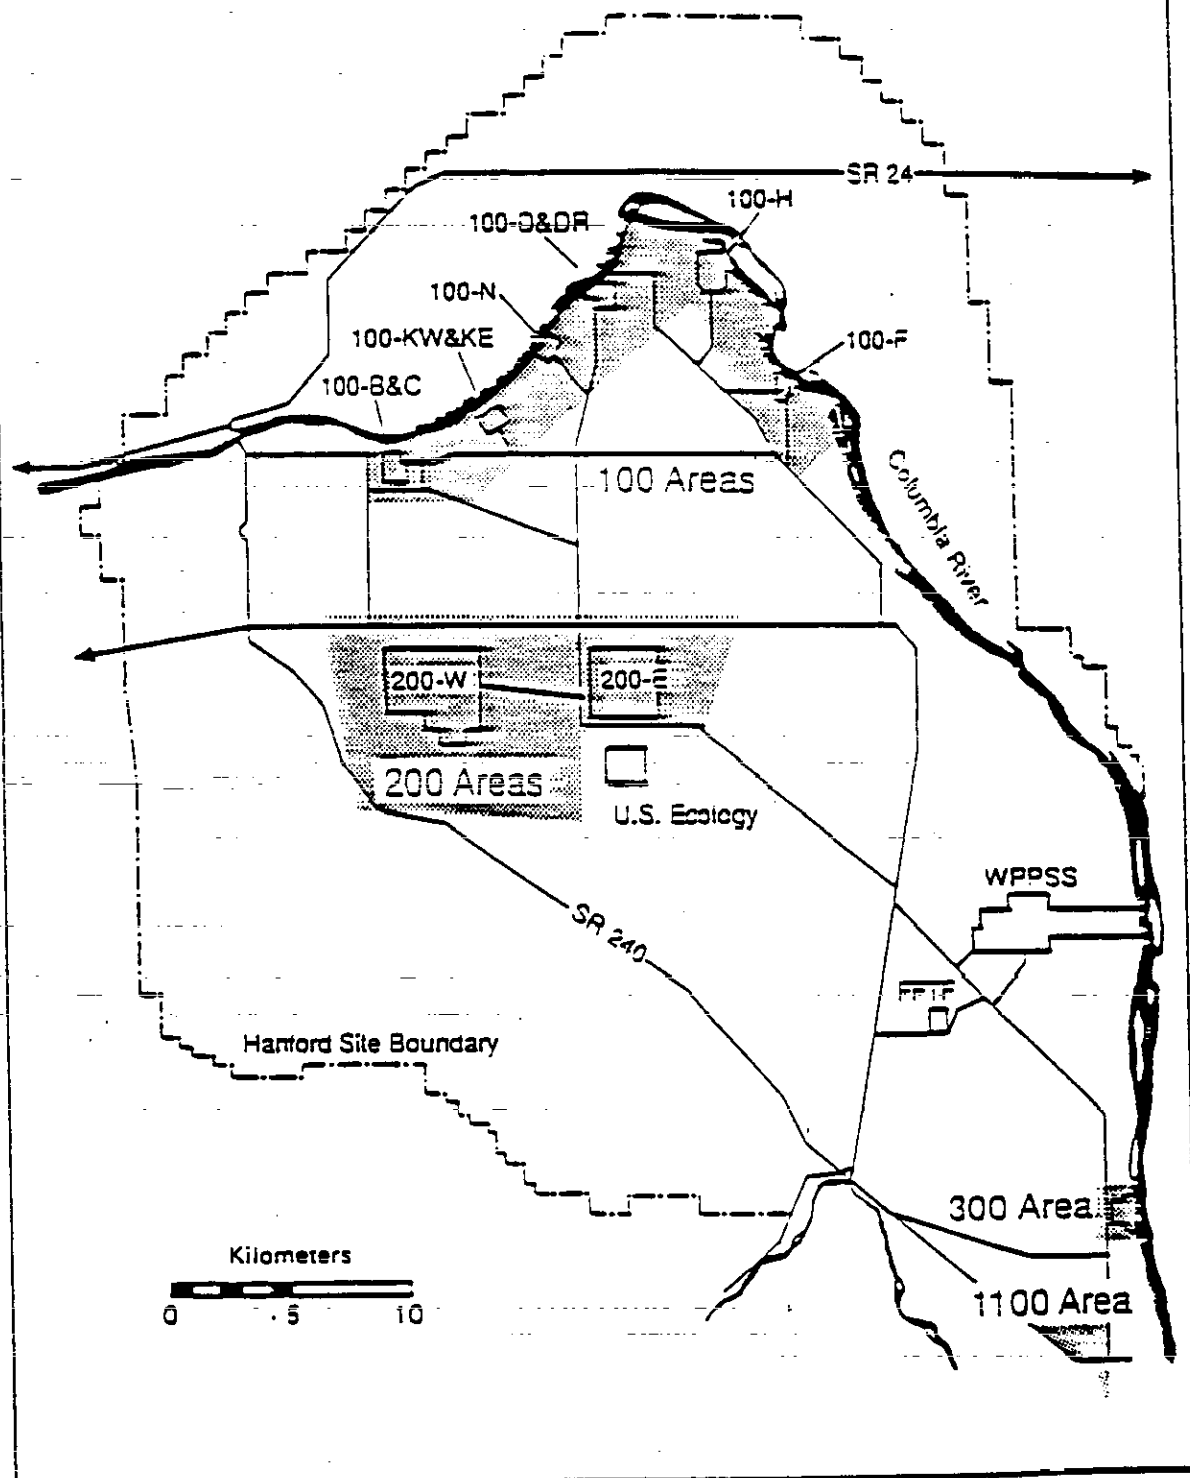 SR 24
100-H
100-D&DR
100-N
100-KW&KE
100-F
100-B&C
100 Areas
Columbia River
200-W
200-E
200 Areas
U.S. Ecology
WPPSS
SR 240
FFTF
Hanford Site Boundary
300 Area
Kilometers
0 5 10
1100 Area